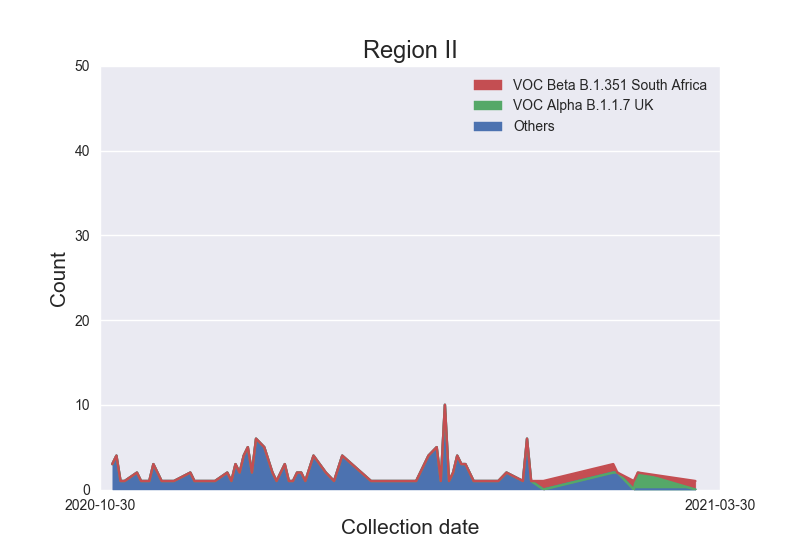 Region II
50
VOC Beta B.1.351 South Africa
VOC Alpha B.1.1.7 UK
Others
40
30
Count
20
10
0
2020-10-30
2021-03-30
Collection date